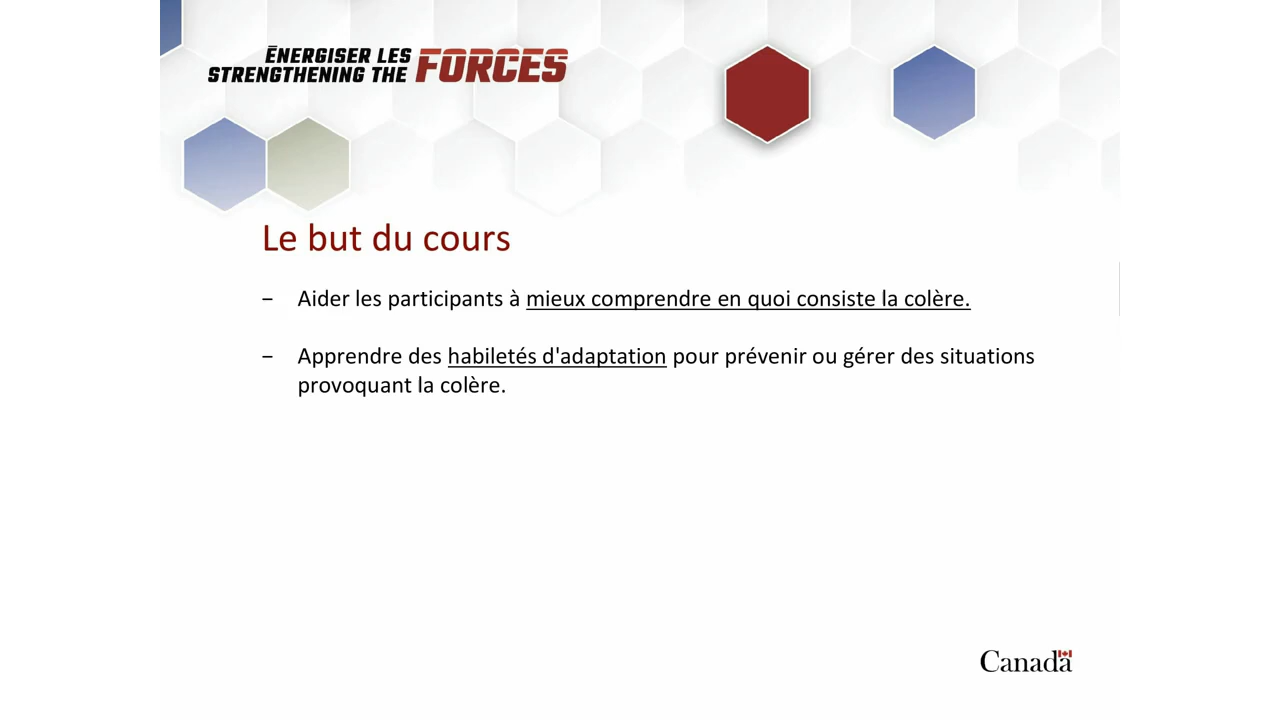 ÉNERGISER LES
STRENGTHENING THE FORCES
Le but du cours
− Aider les participants à mieux comprendre en quoi consiste la colère.
− Apprendre des habiletés d'adaptation pour prévenir ou gérer des situations
provoquant la colère.
Canada